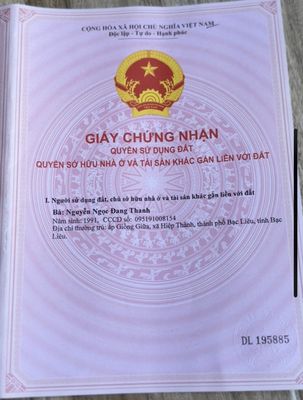 CỘNG HÒA XÃ HỘI CHỦ NGHĨA VIỆT NAM
Độc lập - Tự do - Hạnh phúc
GIẤY CHỨNG NHẬN
QUYỀN SỬ DỤNG ĐẤT
QUYỀN SỞ HỮU NHÀ Ở VÀ TÀI SẢN KHÁC GẮN LIỀN VỚI ĐẤT
I. Người sử dụng đất, chủ sở hữu nhà ở và tài sản khác gắn liền với đất
Bà: Nguyễn Ngọc Đang Thanh
Năm sinh: 1991, CCCD số: 095191008154
Địa chỉ thường trú: ấp Giồng Giữa, xã Hiệp Thành, thành phố Bạc Liêu, tỉnh Bạc
Liêu.
DL 195885